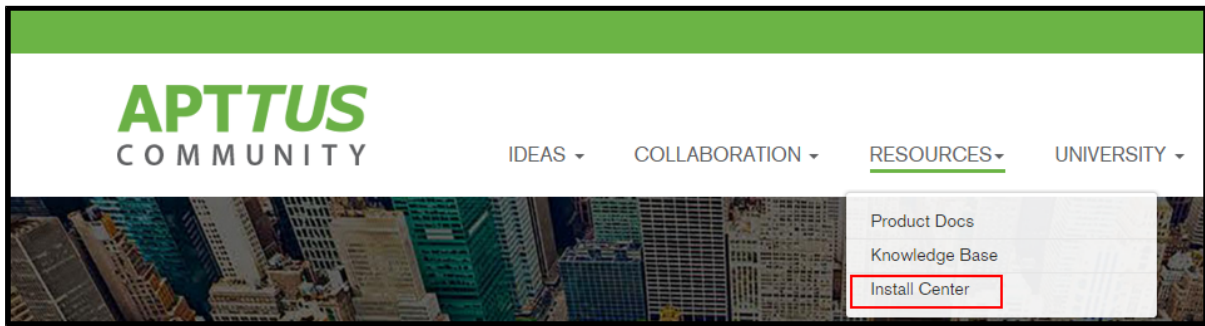 APTTUS
COMMUNITY
IDEAS COLLABORATION RESOURCES UNIVERSITY
Product Docs
Knowledge Base
Install Center